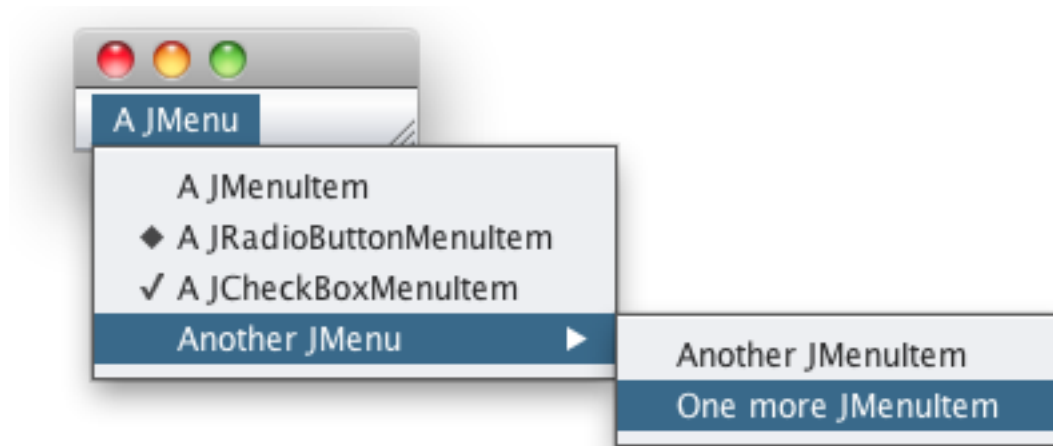 A JMenu
A JMenuItem
A JRadioButtonMenuItem
A JCheckBoxMenuItem
Another JMenu
Another JMenuItem
One more JMenuItem